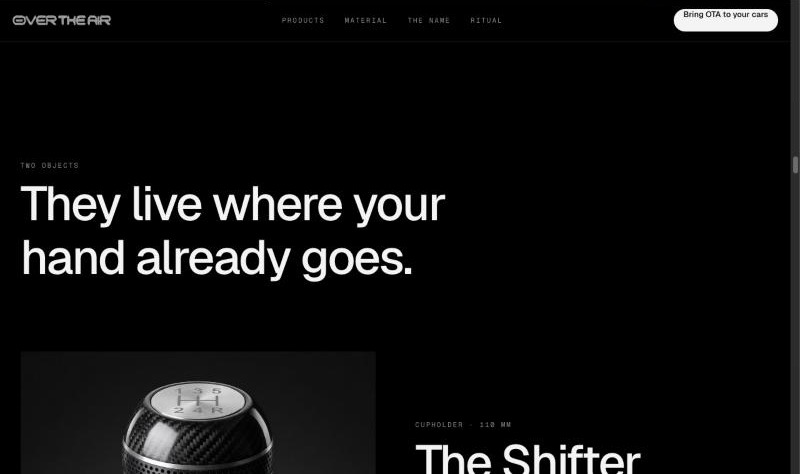 OVER THE AIR
PRODUCTS MATERIAL THE NAME RITUAL
Bring OTA to your cars
TWO OBJECTS
They live where your
hand already goes.
1 3 5
2 4 R
CUPHOLDER · 110 MM
The Shifter